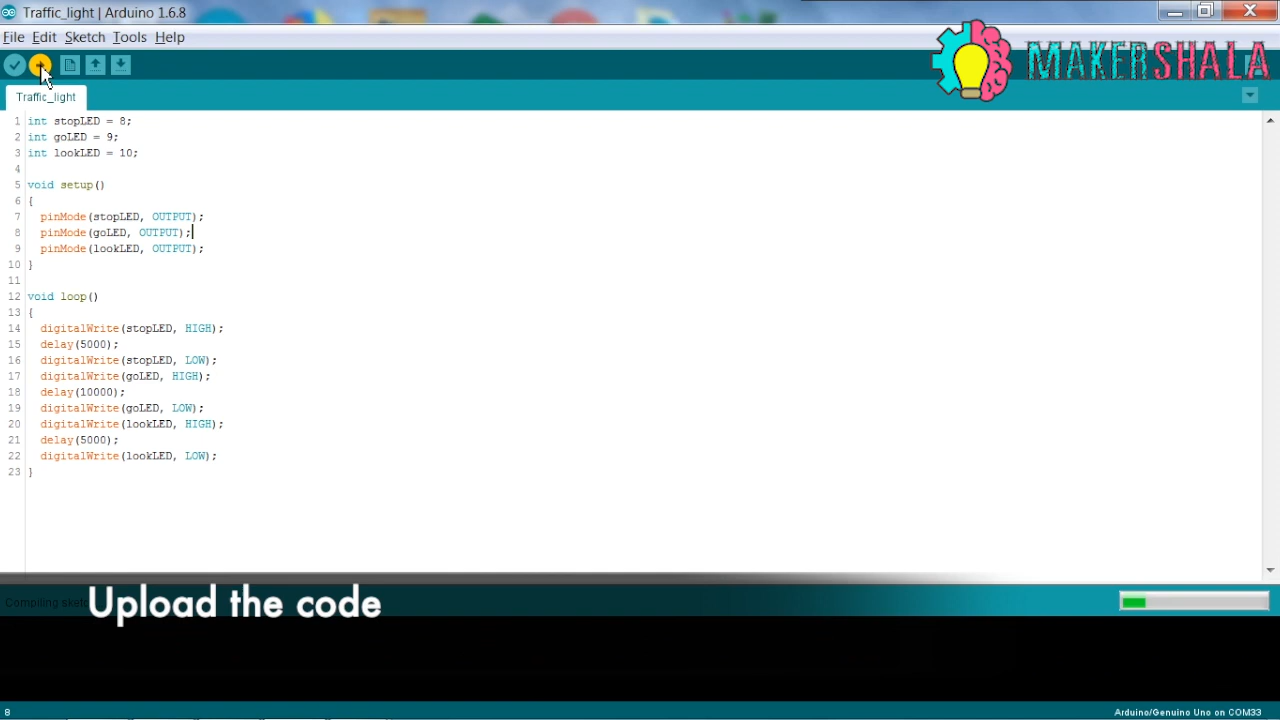 Traffic_light | Arduino 1.6.8
File Edit Sketch Tools Help
MAKERSHALA
Traffic_light
1 int stopLED = 8;
2 int goLED = 9;
3 int lookLED = 10;
4
5 void setup()
6 {
7 pinMode(stopLED, OUTPUT);
8 pinMode(goLED, OUTPUT);
9 pinMode(lookLED, OUTPUT);
10 }
11
12 void loop()
13 {
14 digitalWrite(stopLED, HIGH);
15 delay(5000);
16 digitalWrite(stopLED, LOW);
17 digitalWrite(goLED, HIGH);
18 delay(10000);
19 digitalWrite(goLED, LOW);
20 digitalWrite(lookLED, HIGH);
21 delay(5000);
22 digitalWrite(lookLED, LOW);
23 }
Compiling
Upload the code
8
Arduino/Genuino Uno on COM33